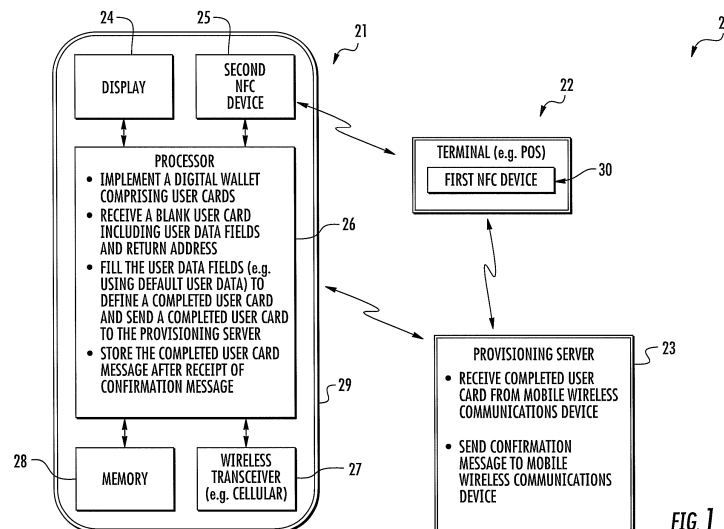 24
25
21
2
DISPLAY
SECOND
NFC
DEVICE
22
TERMINAL (e.g. POS)
FIRST NFC DEVICE
30
PROCESSOR
• IMPLEMENT A DIGITAL WALLET
COMPRISING USER CARDS
• RECEIVE A BLANK USER CARD
INCLUDING USER DATA FIELDS
AND RETURN ADDRESS
• FILL THE USER DATA FIELDS (e.g.
USING DEFAULT USER DATA) TO
DEFINE A COMPLETED USER CARD
AND SEND A COMPLETED USER CARD
TO THE PROVISIONING SERVER
• STORE THE COMPLETED USER CARD
MESSAGE AFTER RECEIPT OF
CONFIRMATION MESSAGE
26
29
28
MEMORY
WIRELESS
TRANSCEIVER
(e.g. CELLULAR)
27
23
PROVISIONING SERVER
• RECEIVE COMPLETED USER
CARD FROM MOBILE WIRELESS
COMMUNICATIONS DEVICE
• SEND CONFIRMATION
MESSAGE TO MOBILE
WIRELESS COMMUNICATIONS
DEVICE
FIG. 1